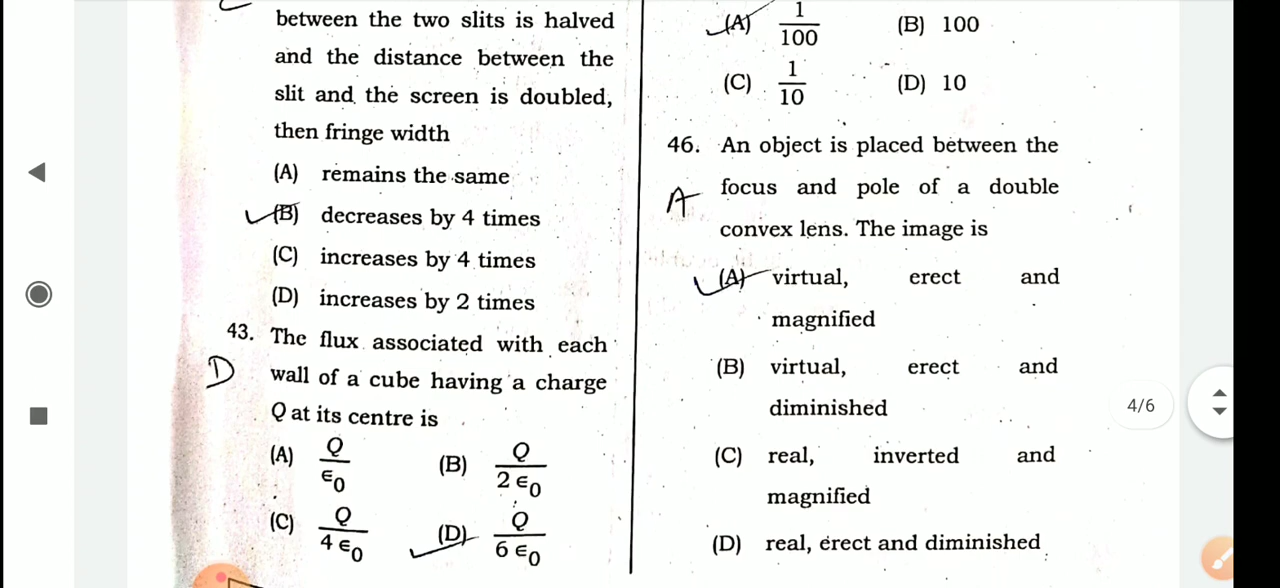 between the two slits is halved
and the distance between the
slit and the screen is doubled,
then fringe width
(A) remains the same
(B) decreases by 4 times
(C) increases by 4 times
(D) increases by 2 times
43. The flux associated with each
D
wall of a cube having a charge
Q at its centre is
(A) Q/ϵ0 (B) Q/2 ϵ0
(C) Q/4 ϵ0 (D) Q/6 ϵ0
(A) 1/100 (B) 100
(C) 1/10 (D) 10
46. An object is placed between the
A
focus and pole of a double
convex lens. The image is
(A) virtual, erect and
magnified
(B) virtual, erect and
diminished
(C) real, inverted and
magnified
(D) real, erect and diminished
4/6